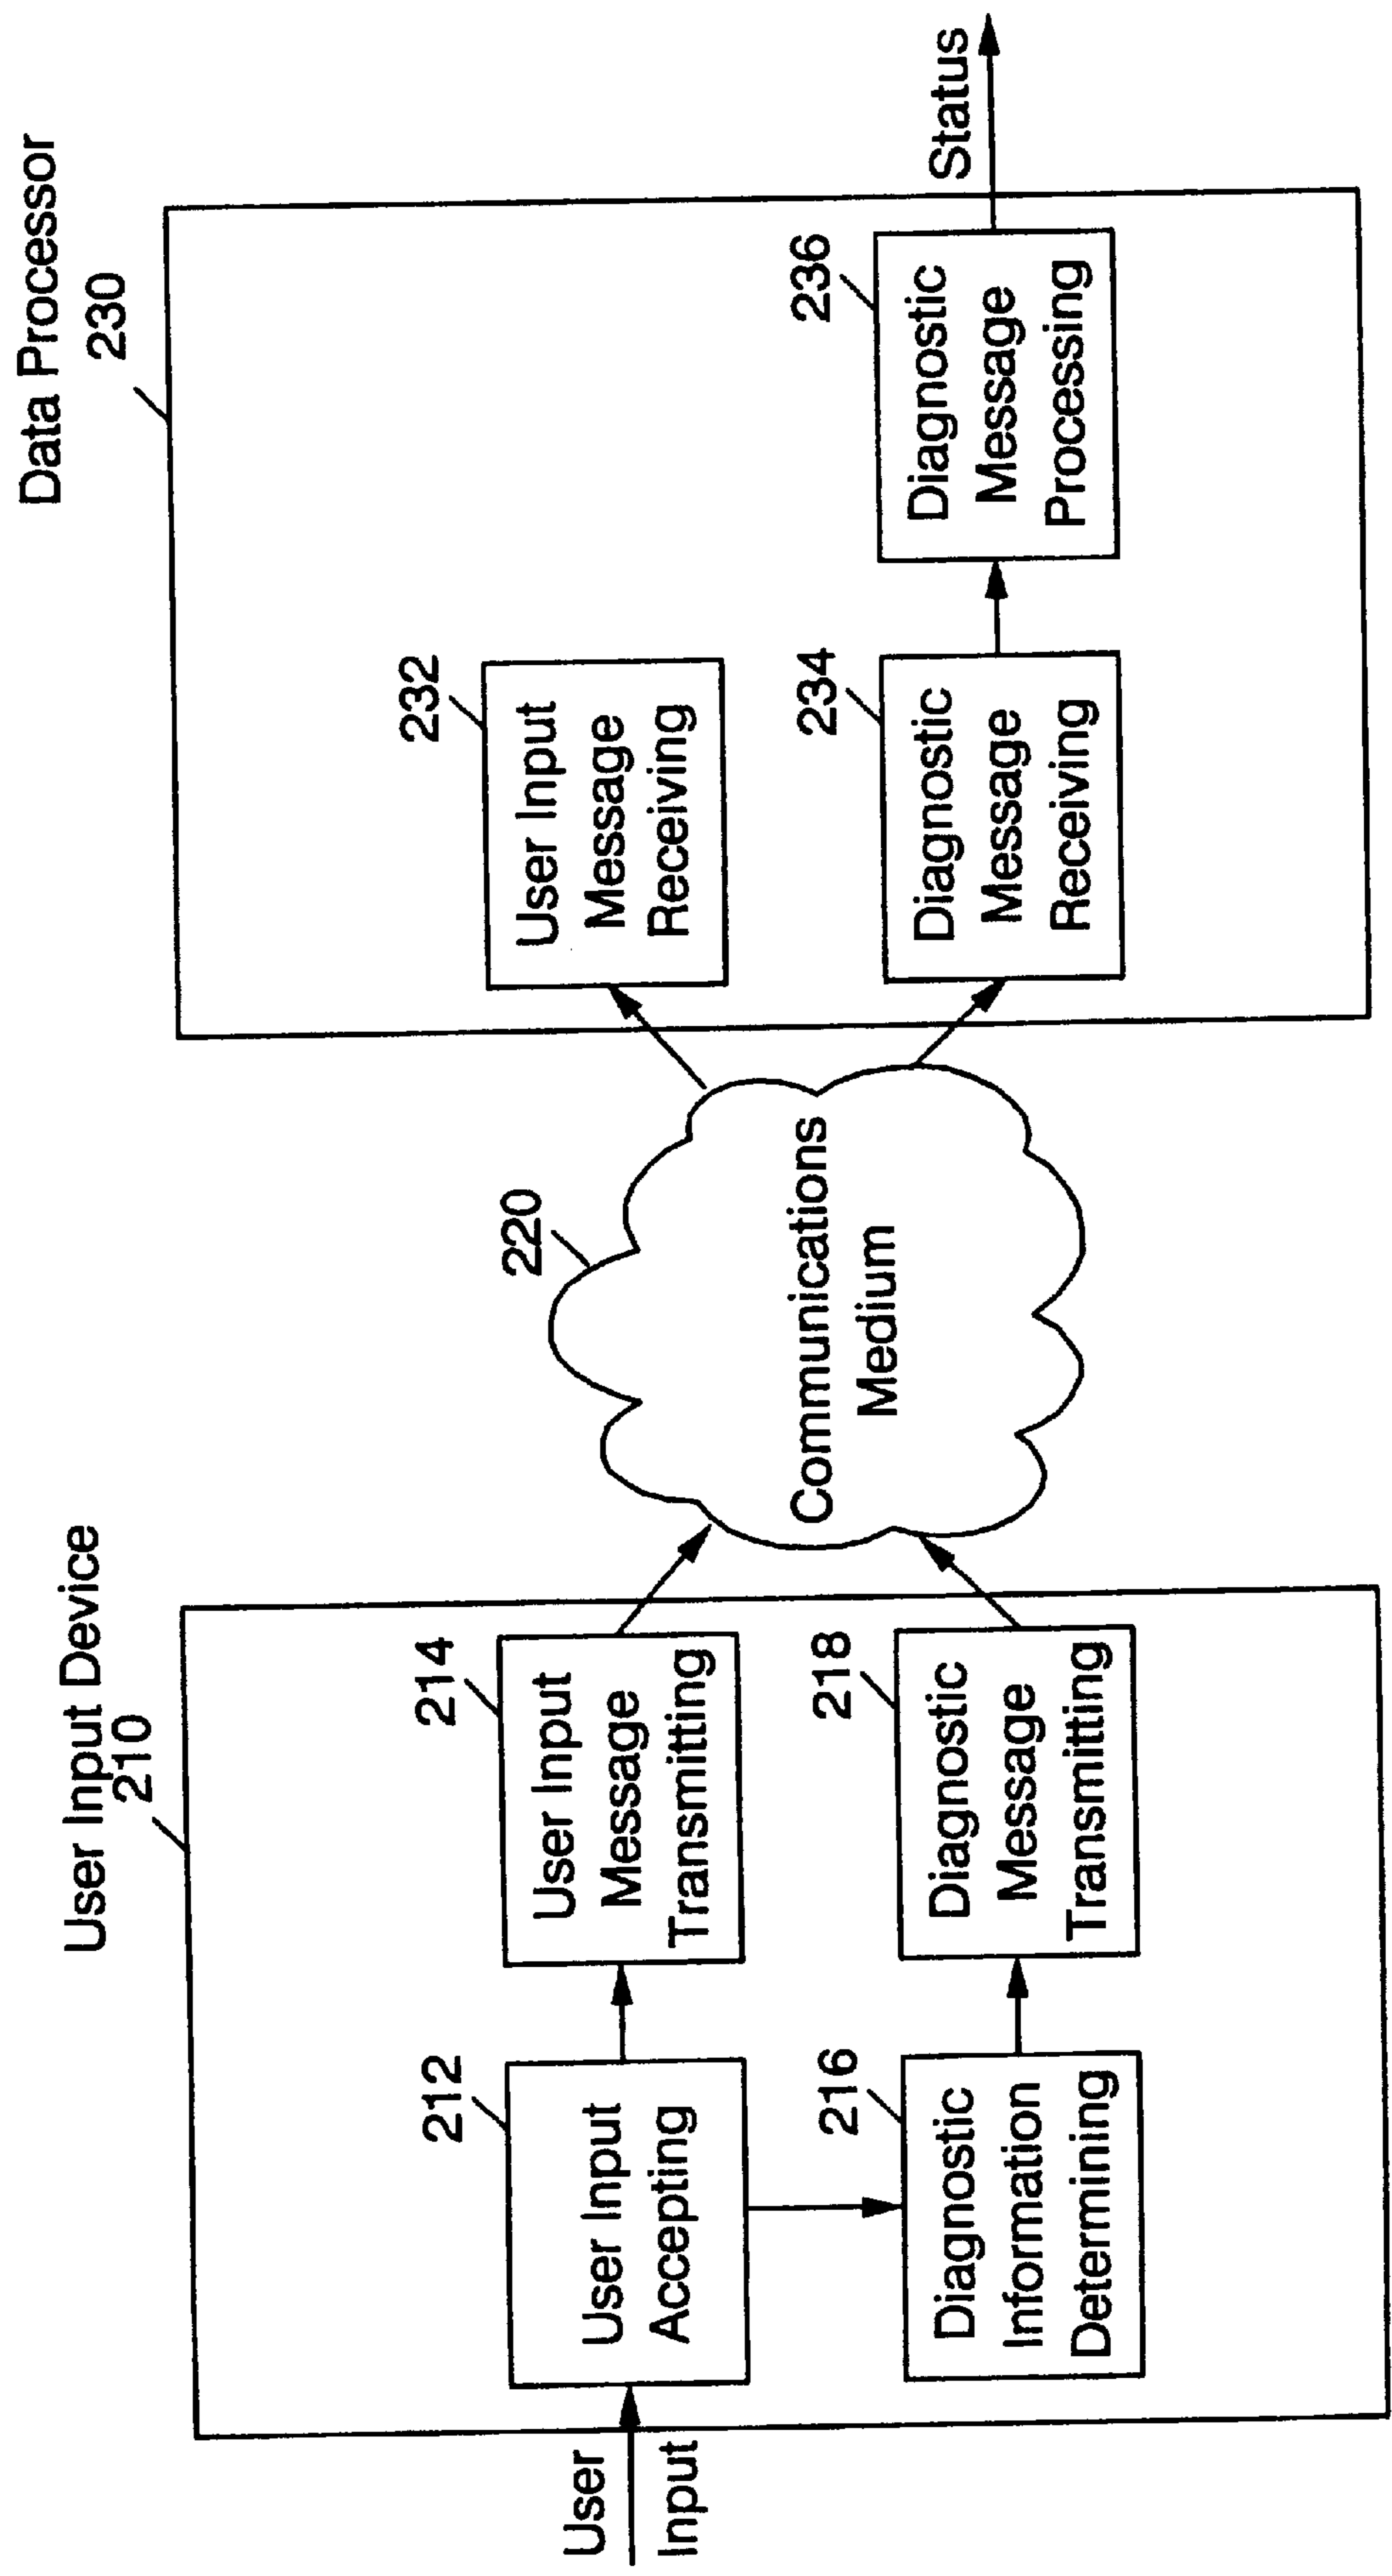 User Input Device
210
Data Processor
230
User
Input
212
User Input
Accepting
214
User Input
Message
Transmitting
216
Diagnostic
Information
Determining
218
Diagnostic
Message
Transmitting
220
Communications
Medium
232
User Input
Message
Receiving
234
Diagnostic
Message
Receiving
236
Diagnostic
Message
Processing
Status